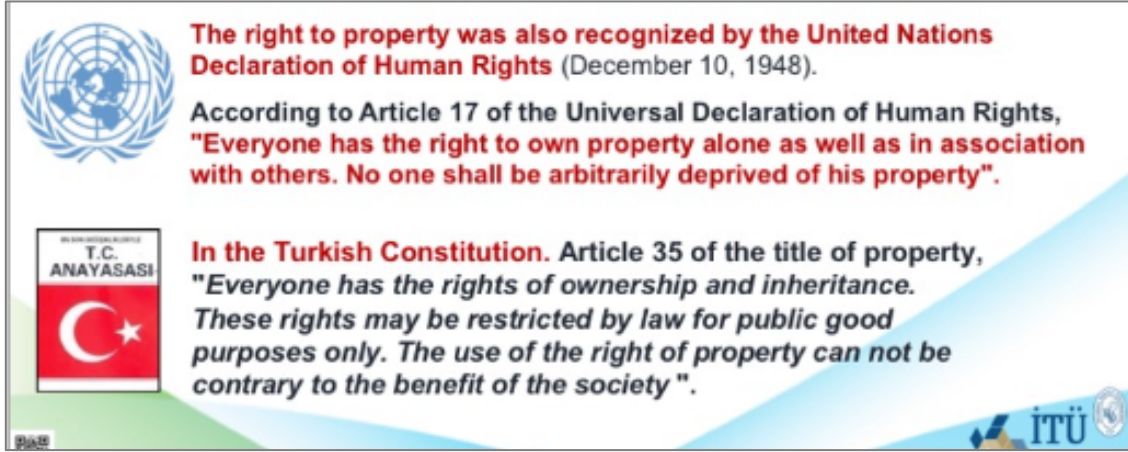 The right to property was also recognized by the United Nations
Declaration of Human Rights (December 10, 1948).
According to Article 17 of the Universal Declaration of Human Rights,
"Everyone has the right to own property alone as well as in association
with others. No one shall be arbitrarily deprived of his property".
T.C.
ANAYASASI
In the Turkish Constitution. Article 35 of the title of property,
"Everyone has the rights of ownership and inheritance.
These rights may be restricted by law for public good
purposes only. The use of the right of property can not be
contrary to the benefit of the society ".
İTÜ